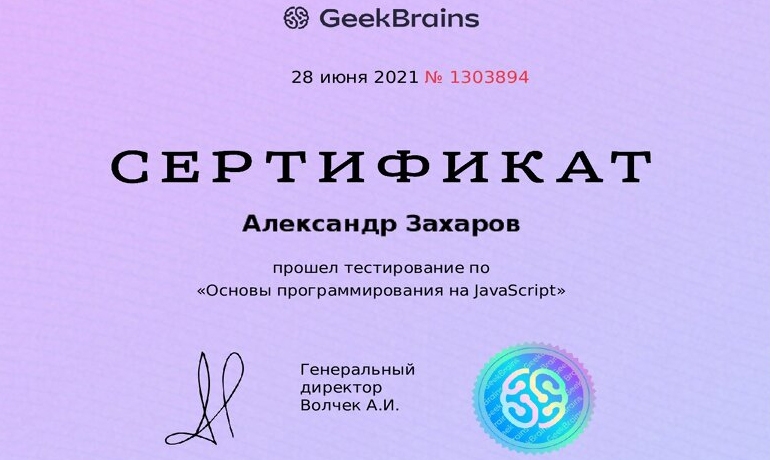 GeekBrains
28 июня 2021 № 1303894
СЕРТИФИКАТ
Александр Захаров
прошел тестирование по
«Основы программирования на JavaScript»
Генеральный
директор
Волчек А.И.